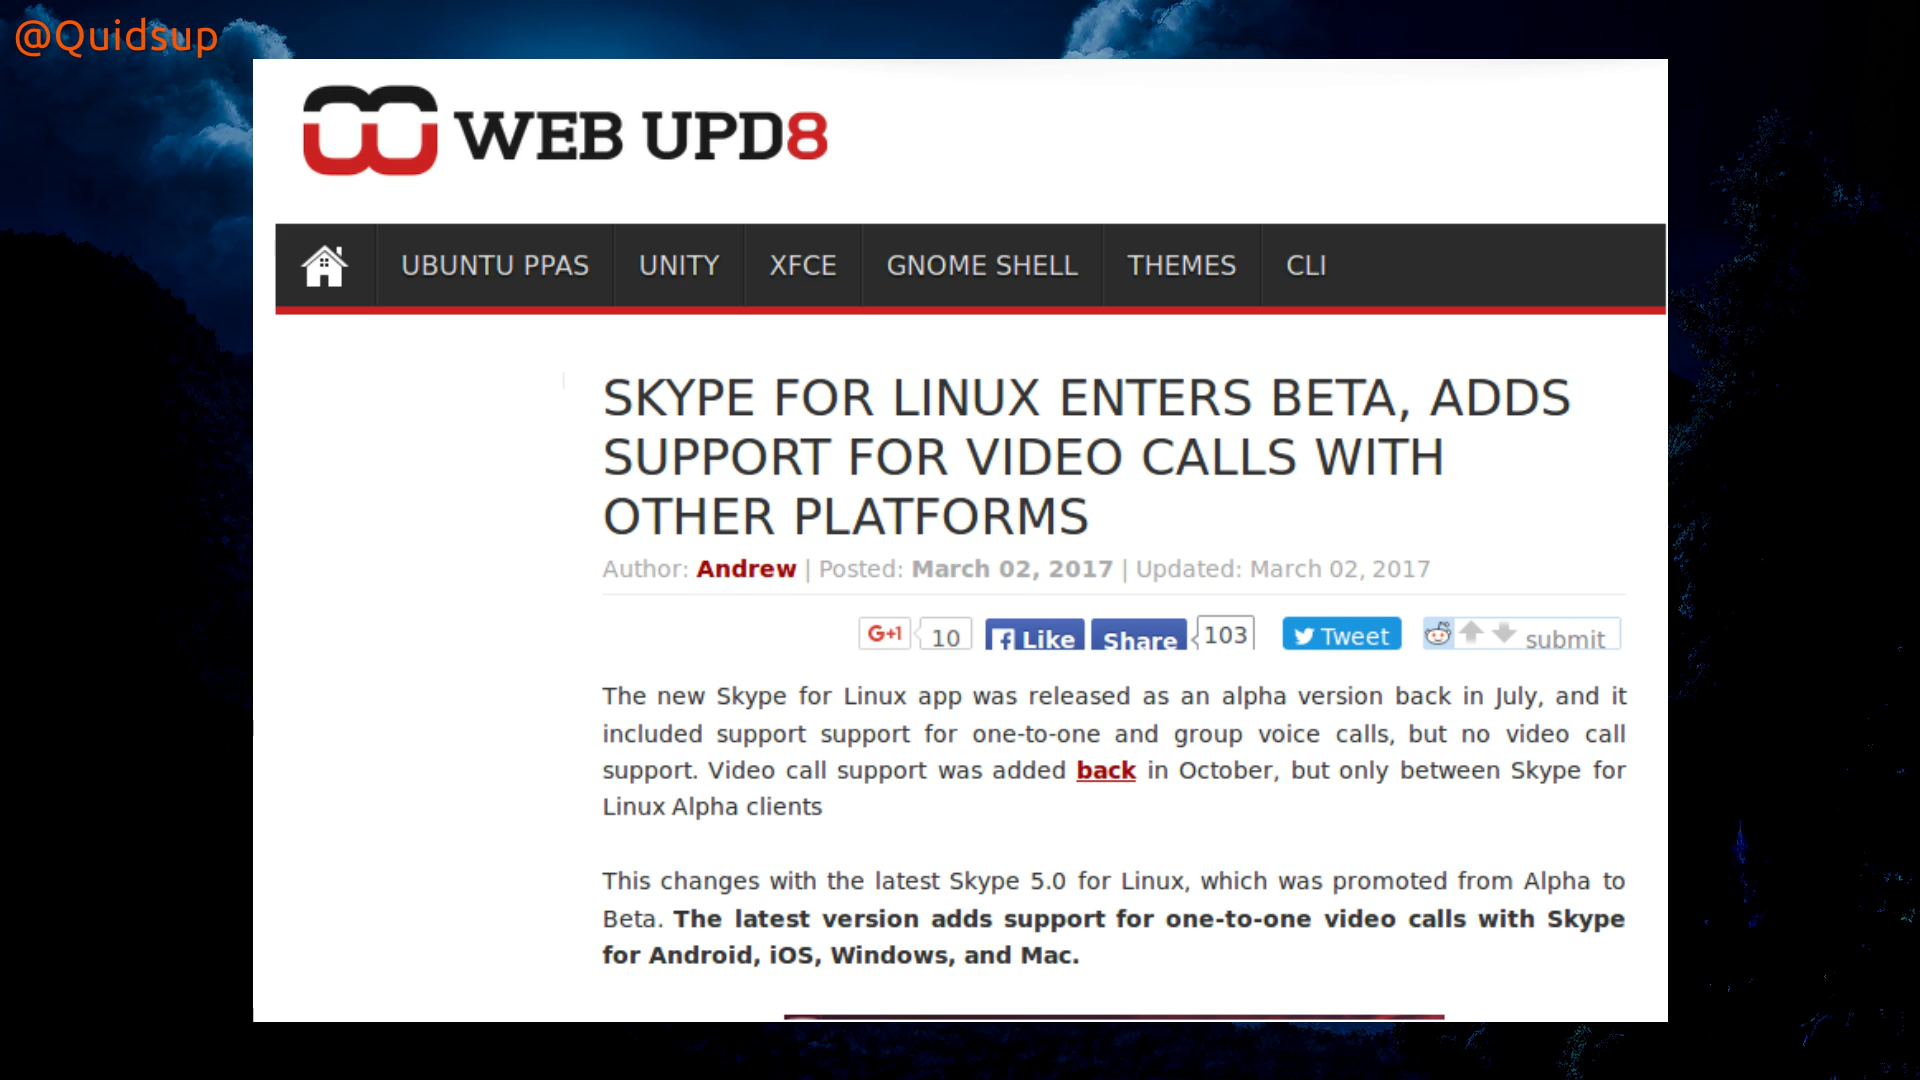 @Quidsup
WEB UPD8
UBUNTU PPAS UNITY XFCE GNOME SHELL THEMES CLI
SKYPE FOR LINUX ENTERS BETA, ADDS
SUPPORT FOR VIDEO CALLS WITH
OTHER PLATFORMS
Author: Andrew | Posted: March 02, 2017 | Updated: March 02, 2017
G+1 10 Like Share 103 Tweet submit
The new Skype for Linux app was released as an alpha version back in July, and it
included support support for one-to-one and group voice calls, but no video call
support. Video call support was added back in October, but only between Skype for
Linux Alpha clients
This changes with the latest Skype 5.0 for Linux, which was promoted from Alpha to
Beta. The latest version adds support for one-to-one video calls with Skype
for Android, iOS, Windows, and Mac.